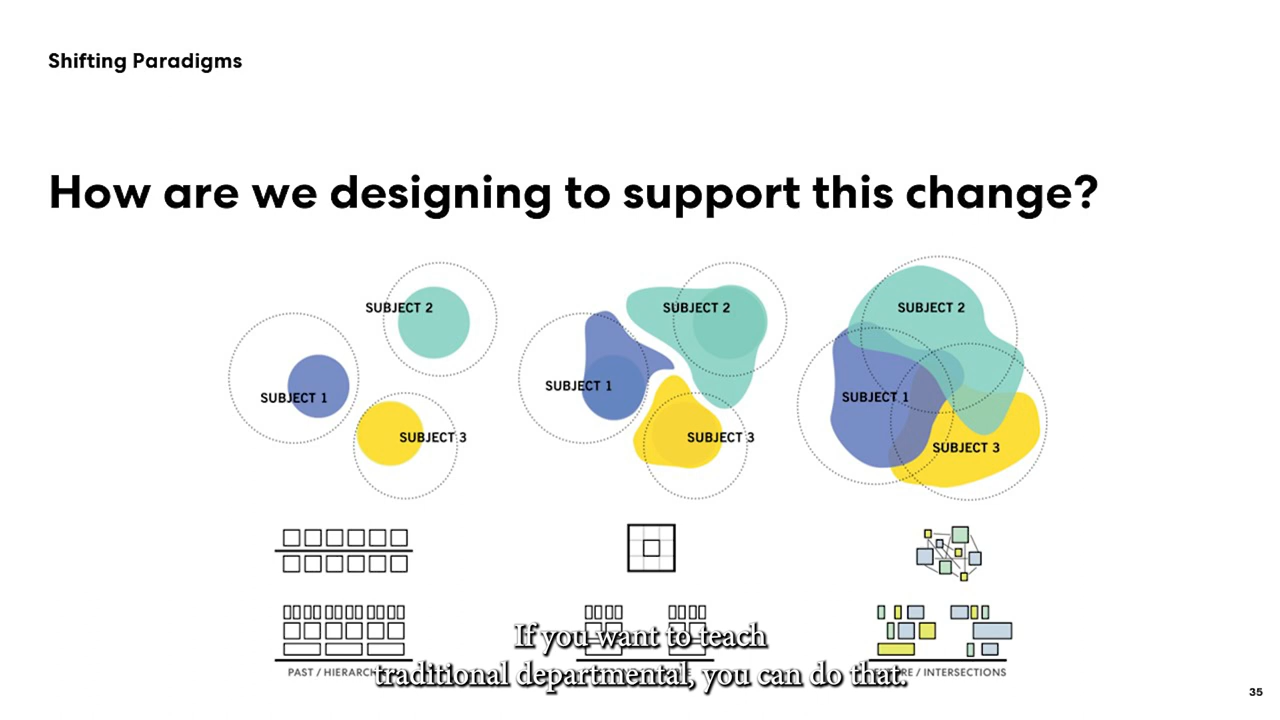 Shifting Paradigms
How are we designing to support this change?
SUBJECT 2
SUBJECT 1
SUBJECT 3
SUBJECT 2
SUBJECT 1
SUBJECT 3
SUBJECT 2
SUBJECT 1
SUBJECT 3
If you want to teach
traditional departmental, you can do that.
PAST /
/ INTERSECTIONS
35